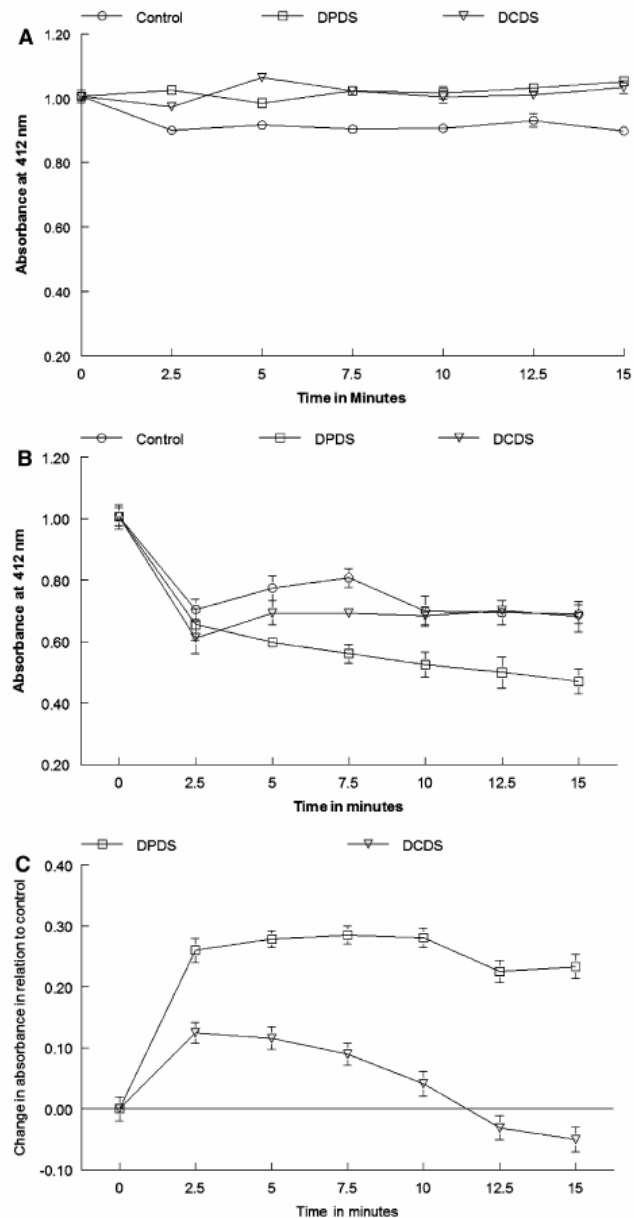 A
Control DPDS DCDS
1.20
1.00
0.80
0.60
0.40
0.20
Absorbance at 412 nm
0 2.5 5 7.5 10 12.5 15
Time in Minutes
B
Control DPDS DCDS
1.20
1.00
0.80
0.60
0.40
0.20
Absorbance at 412 nm
0 2.5 5 7.5 10 12.5 15
Time in minutes
C
DPDS DCDS
0.40
0.30
0.20
0.10
0.00
-0.10
Change in absorbance in relation to control
0 2.5 5 7.5 10 12.5 15
Time in minutes